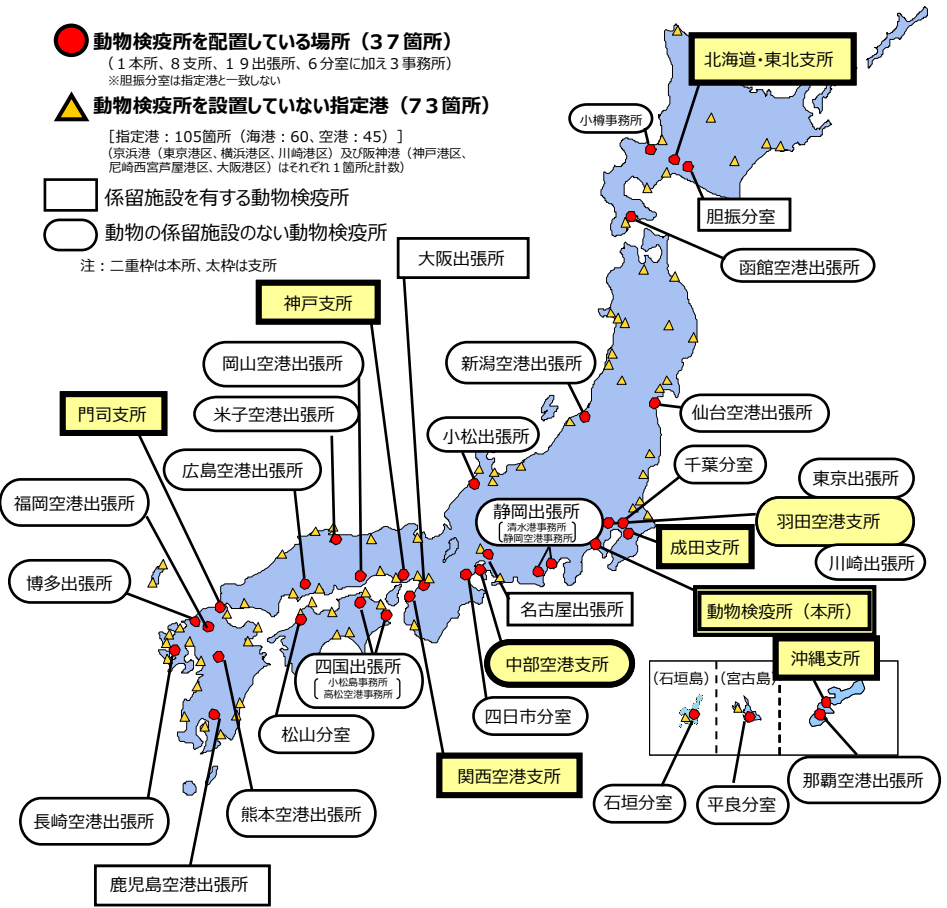 動物検疫所を配置している場所（３７箇所）
（１本所、８支所、１９出張所、６分室に加え３事務所）
※胆振分室は指定港と一致しない
動物検疫所を設置していない指定港（７３箇所）
［指定港：105箇所（海港：60、空港：45）］
（京浜港（東京港区、横浜港区、川崎港区）及び阪神港（神戸港区、
尼崎西宮芦屋港区、大阪港区）はそれぞれ１箇所と計数）
係留施設を有する動物検疫所
動物の係留施設のない動物検疫所
注：二重枠は本所、太枠は支所
北海道・東北支所
小樽事務所
胆振分室
函館空港出張所
大阪出張所
神戸支所
岡山空港出張所
新潟空港出張所
門司支所
米子空港出張所
仙台空港出張所
小松出張所
広島空港出張所
千葉分室
東京出張所
福岡空港出張所
静岡出張所
清水港事務所
静岡空港事務所
羽田空港支所
成田支所
川崎出張所
博多出張所
名古屋出張所
動物検疫所（本所）
中部空港支所
沖縄支所
四国出張所
小松島事務所
高松空港事務所
（石垣島）
（宮古島）
四日市分室
松山分室
関西空港支所
那覇空港出張所
石垣分室
平良分室
長崎空港出張所
熊本空港出張所
鹿児島空港出張所